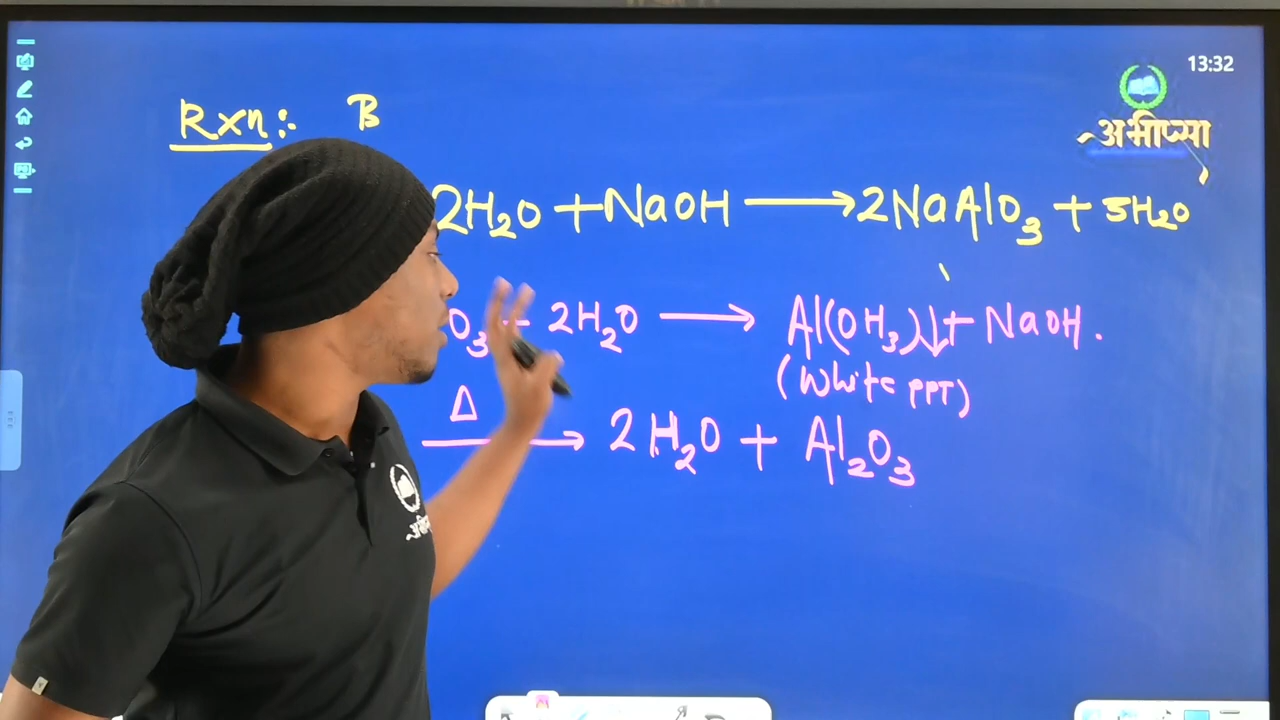 13:32
अभीप्सा
Rxn:- B
2H₂O + NaOH ⟶ 2NaAlO₃ + 5H₂O
O₃ + 2H₂O ⟶ Al(OH₃)↓ + NaOH.
(White PPT)
Δ
⟶ 2H₂O + Al₂O₃